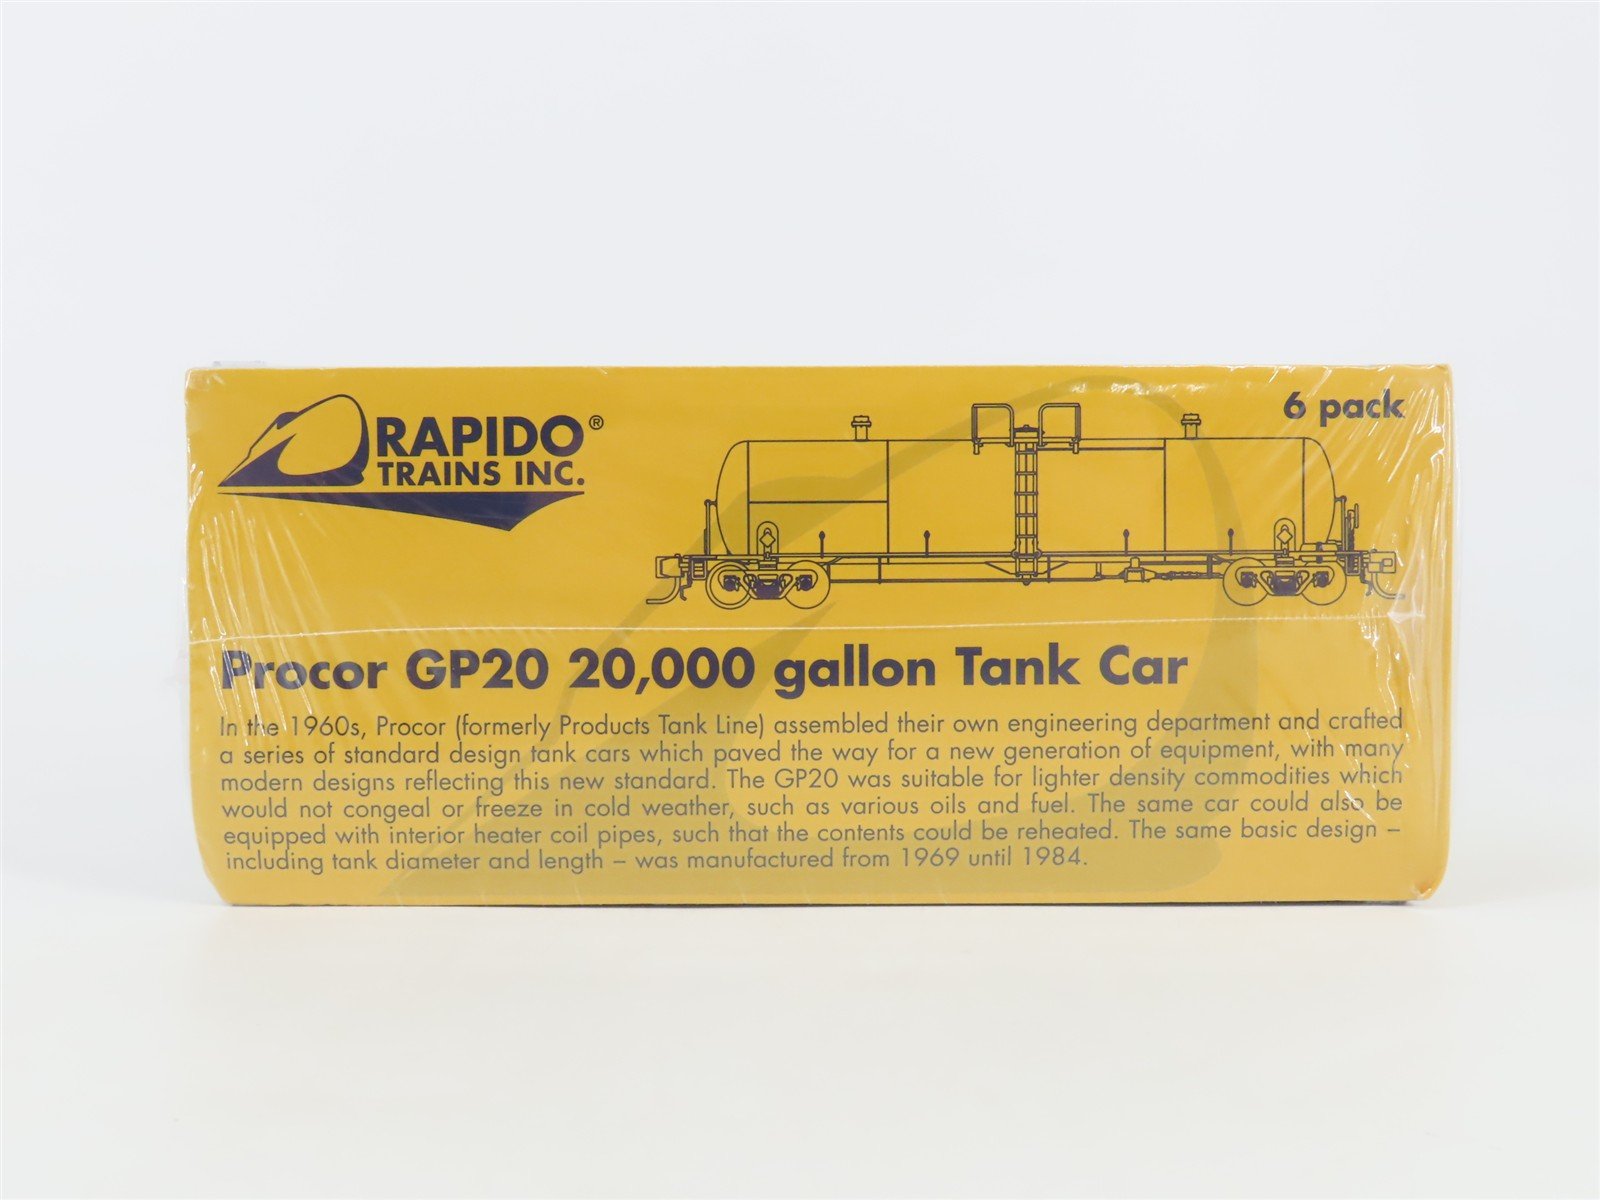 RAPIDO®
TRAINS INC.
6 pack
Procor GP20 20,000 gallon Tank Car
In the 1960s, Procor (formerly Products Tank Line) assembled their own engineering department and crafted
a series of standard design tank cars which paved the way for a new generation of equipment, with many
modern designs reflecting this new standard. The GP20 was suitable for lighter density commodities which
would not congeal or freeze in cold weather, such as various oils and fuel. The same car could also be
equipped with interior heater coil pipes, such that the contents could be reheated. The same basic design –
including tank diameter and length – was manufactured from 1969 until 1984.